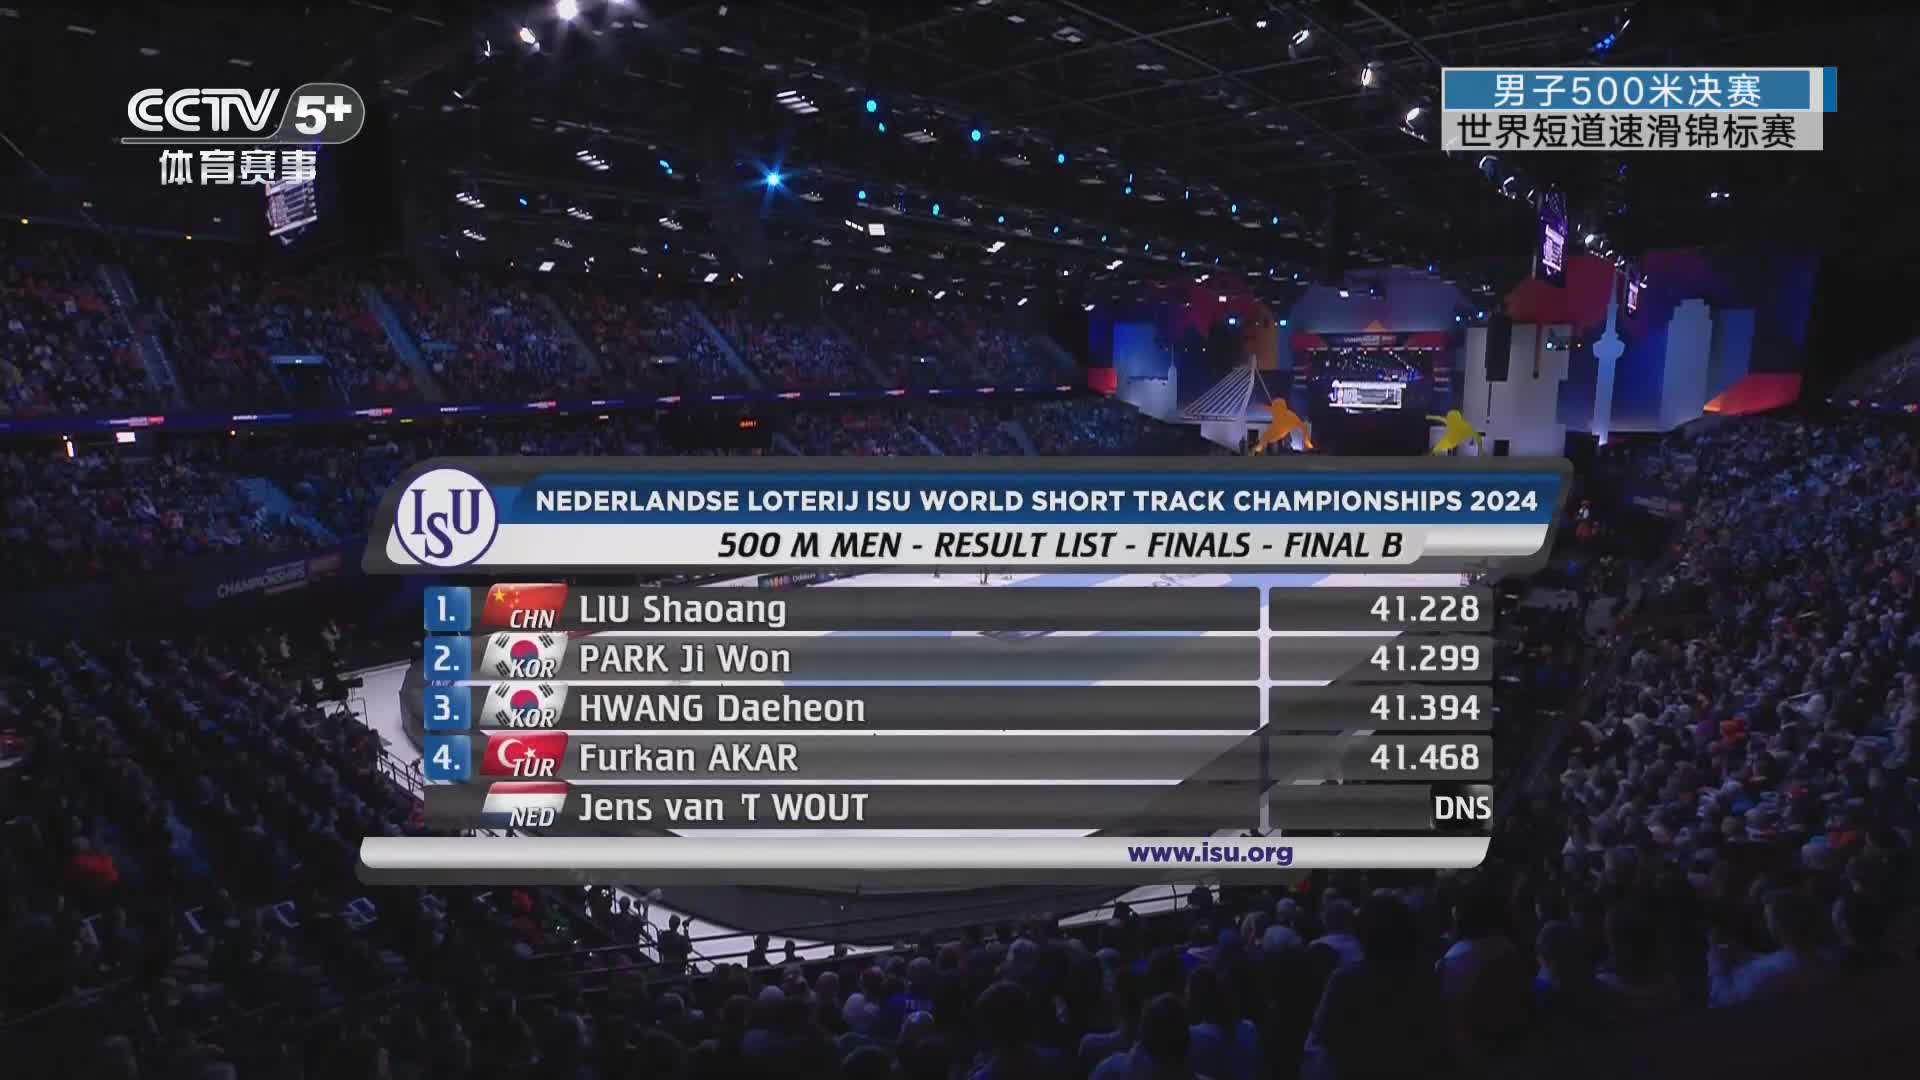 CCTV 5+
体育赛事
男子500米决赛
世界短道速滑锦标赛
ISU
NEDERLANDSE LOTERIJ ISU WORLD SHORT TRACK CHAMPIONSHIPS 2024
500 M MEN - RESULT LIST - FINALS - FINAL B
CHAMPIONSHIPS
1. CHN LIU Shaoang 41.228
2. KOR PARK Ji Won 41.299
3. KOR HWANG Daeheon 41.394
4. TUR Furkan AKAR 41.468
NED Jens van 'T WOUT DNS
www.isu.org